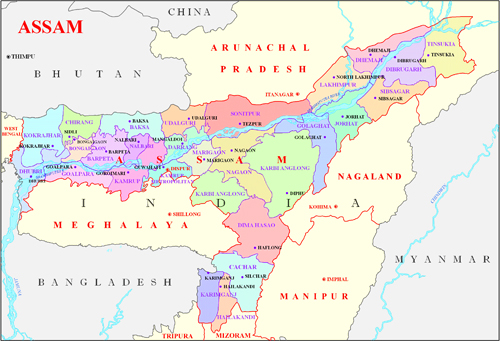 CHINA
ASSAM
ARUNACHAL
PRADESH
THIMPU
BHUTAN
ITANAGAR
DHEMAJI
DHEMAJI
TINSUKIA
TINSUKIA
DIBRUGARH
DIBRUGARH
NORTH LAKHIMPUR
LAKHIMPUR
SIBSAGAR
SIBSAGAR
JORHAT
JORHAT
GOLAGHAT
GOLAGHAT
SONITPUR
TEZPUR
UDALGURI
UDALGURI
CHIRANG
BAKSA
BAKSA
WEST
BENGAL
KOKRAJHAR
KOKRAJHAR
SIDLI
BONGAIGAON
BONGAIGAON
NALBARI
NALBARI
MANGALDOI
DARRANG
BARPETA
BARPETA
ASSAM
MARIGAON
MARIGAON
NAGAON
NAGAON
KARBI ANGLONG
DHUBRI
DHUBRI
GOALPARA
GOALPARA
GOROIMARI
KAMRUP
GUWAHATI
DISPUR
KARBI ANGLONG
DIPHU
NAGALAND
KOHIMA
INDIA
SHILLONG
MEGHALAYA
DIMA HASAO
HAFLONG
MYANMAR
BANGLADESH
CACHAR
SILCHAR
KARIMGANJ
KARIMGANJ
HAILAKANDI
HAILAKANDI
IMPHAL
MANIPUR
TRIPURA
MIZORAM